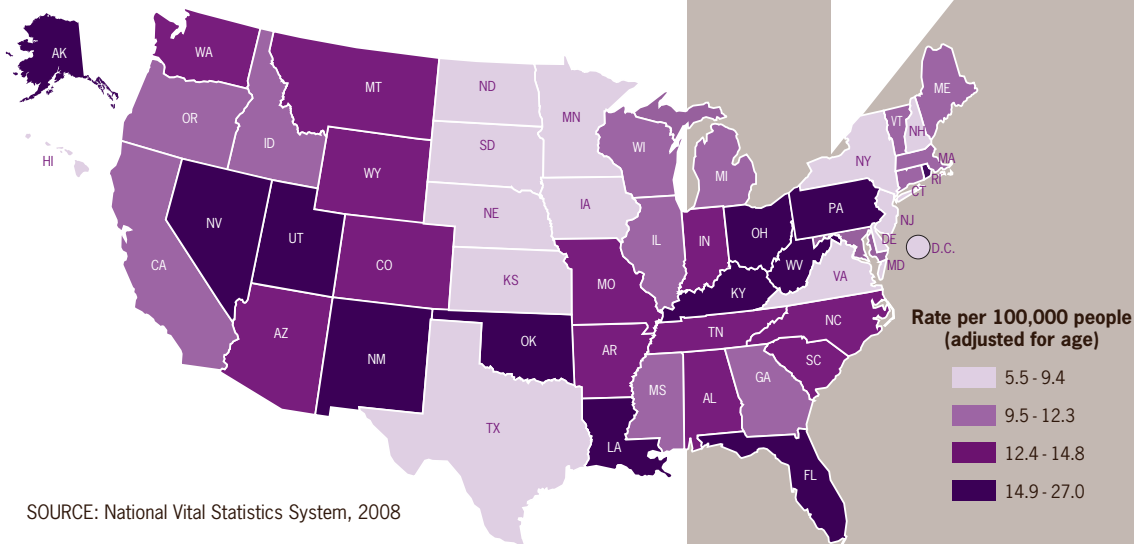 AK
WA
MT
ND
MN
ME
OR
ID
SD
WI
VT
NH
NY
MI
MA
HI
WY
RI
CT
NE
IA
PA
NJ
NV
UT
CO
IL
IN
OH
DE
D.C.
CA
KS
MO
WV
MD
KY
VA
AZ
NM
OK
AR
TN
NC
SC
MS
AL
GA
TX
LA
FL
Rate per 100,000 people
(adjusted for age)
5.5 - 9.4
9.5 - 12.3
12.4 - 14.8
14.9 - 27.0
SOURCE: National Vital Statistics System, 2008